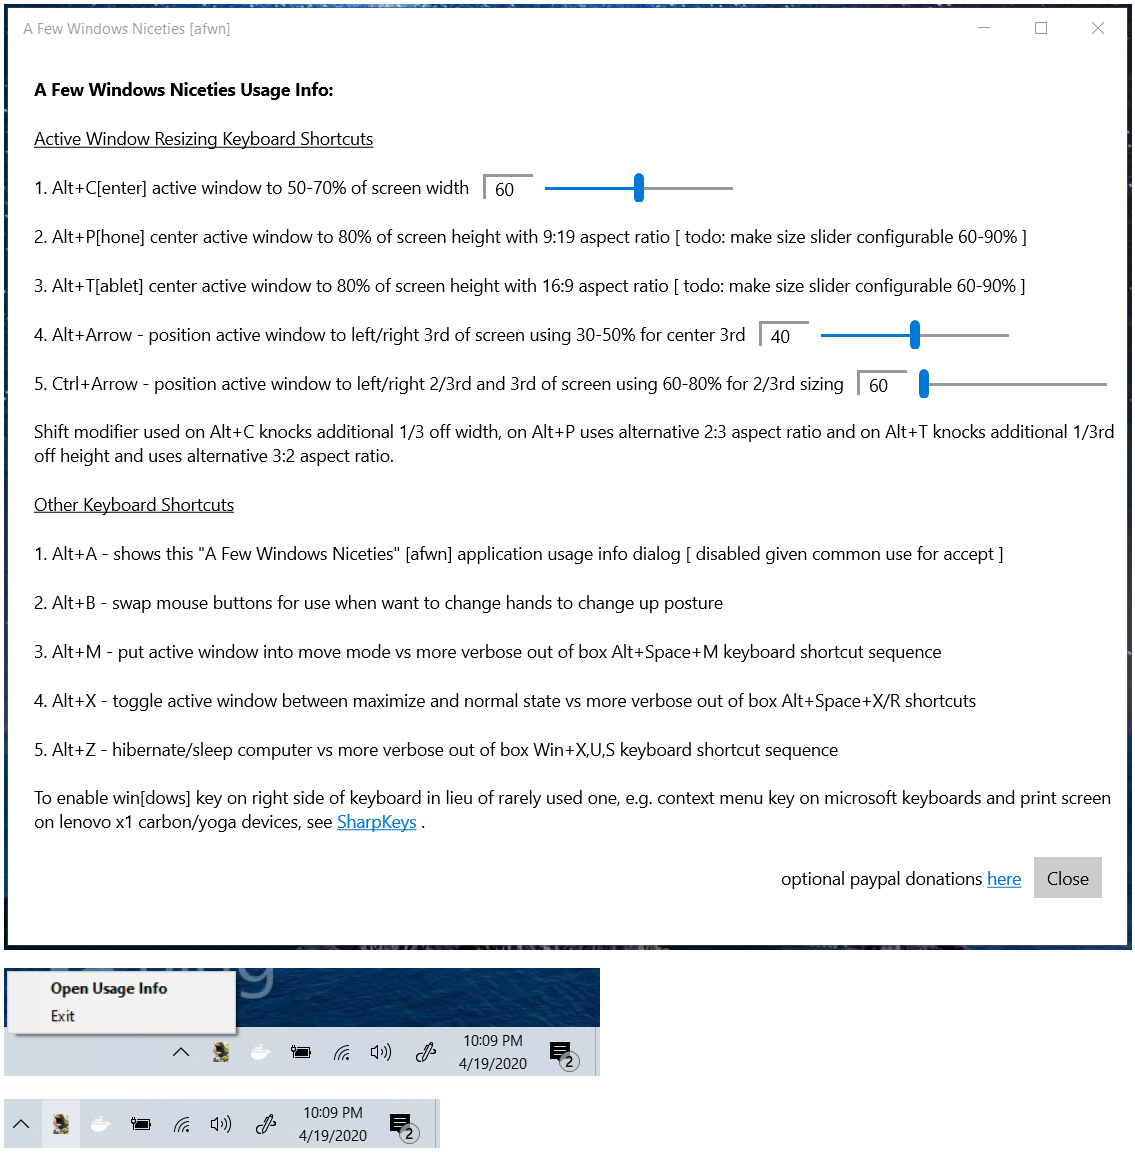 A Few Windows Niceties [afwn]
A Few Windows Niceties Usage Info:
Active Window Resizing Keyboard Shortcuts
1. Alt+C[enter] active window to 50-70% of screen width 60
2. Alt+P[hone] center active window to 80% of screen height with 9:19 aspect ratio [ todo: make size slider configurable 60-90% ]
3. Alt+T[ablet] center active window to 80% of screen height with 16:9 aspect ratio [ todo: make size slider configurable 60-90% ]
4. Alt+Arrow - position active window to left/right 3rd of screen using 30-50% for center 3rd 40
5. Ctrl+Arrow - position active window to left/right 2/3rd and 3rd of screen using 60-80% for 2/3rd sizing 60
Shift modifier used on Alt+C knocks additional 1/3 off width, on Alt+P uses alternative 2:3 aspect ratio and on Alt+T knocks additional 1/3rd
off height and uses alternative 3:2 aspect ratio.
Other Keyboard Shortcuts
1. Alt+A - shows this "A Few Windows Niceties" [afwn] application usage info dialog [ disabled given common use for accept ]
2. Alt+B - swap mouse buttons for use when want to change hands to change up posture
3. Alt+M - put active window into move mode vs more verbose out of box Alt+Space+M keyboard shortcut sequence
4. Alt+X - toggle active window between maximize and normal state vs more verbose out of box Alt+Space+X/R shortcuts
5. Alt+Z - hibernate/sleep computer vs more verbose out of box Win+X,U,S keyboard shortcut sequence
To enable win[dows] key on right side of keyboard in lieu of rarely used one, e.g. context menu key on microsoft keyboards and print screen
on lenovo x1 carbon/yoga devices, see SharpKeys .
optional paypal donations here Close
Open Usage Info
Exit
10:09 PM
4/19/2020
2
10:09 PM
4/19/2020
2